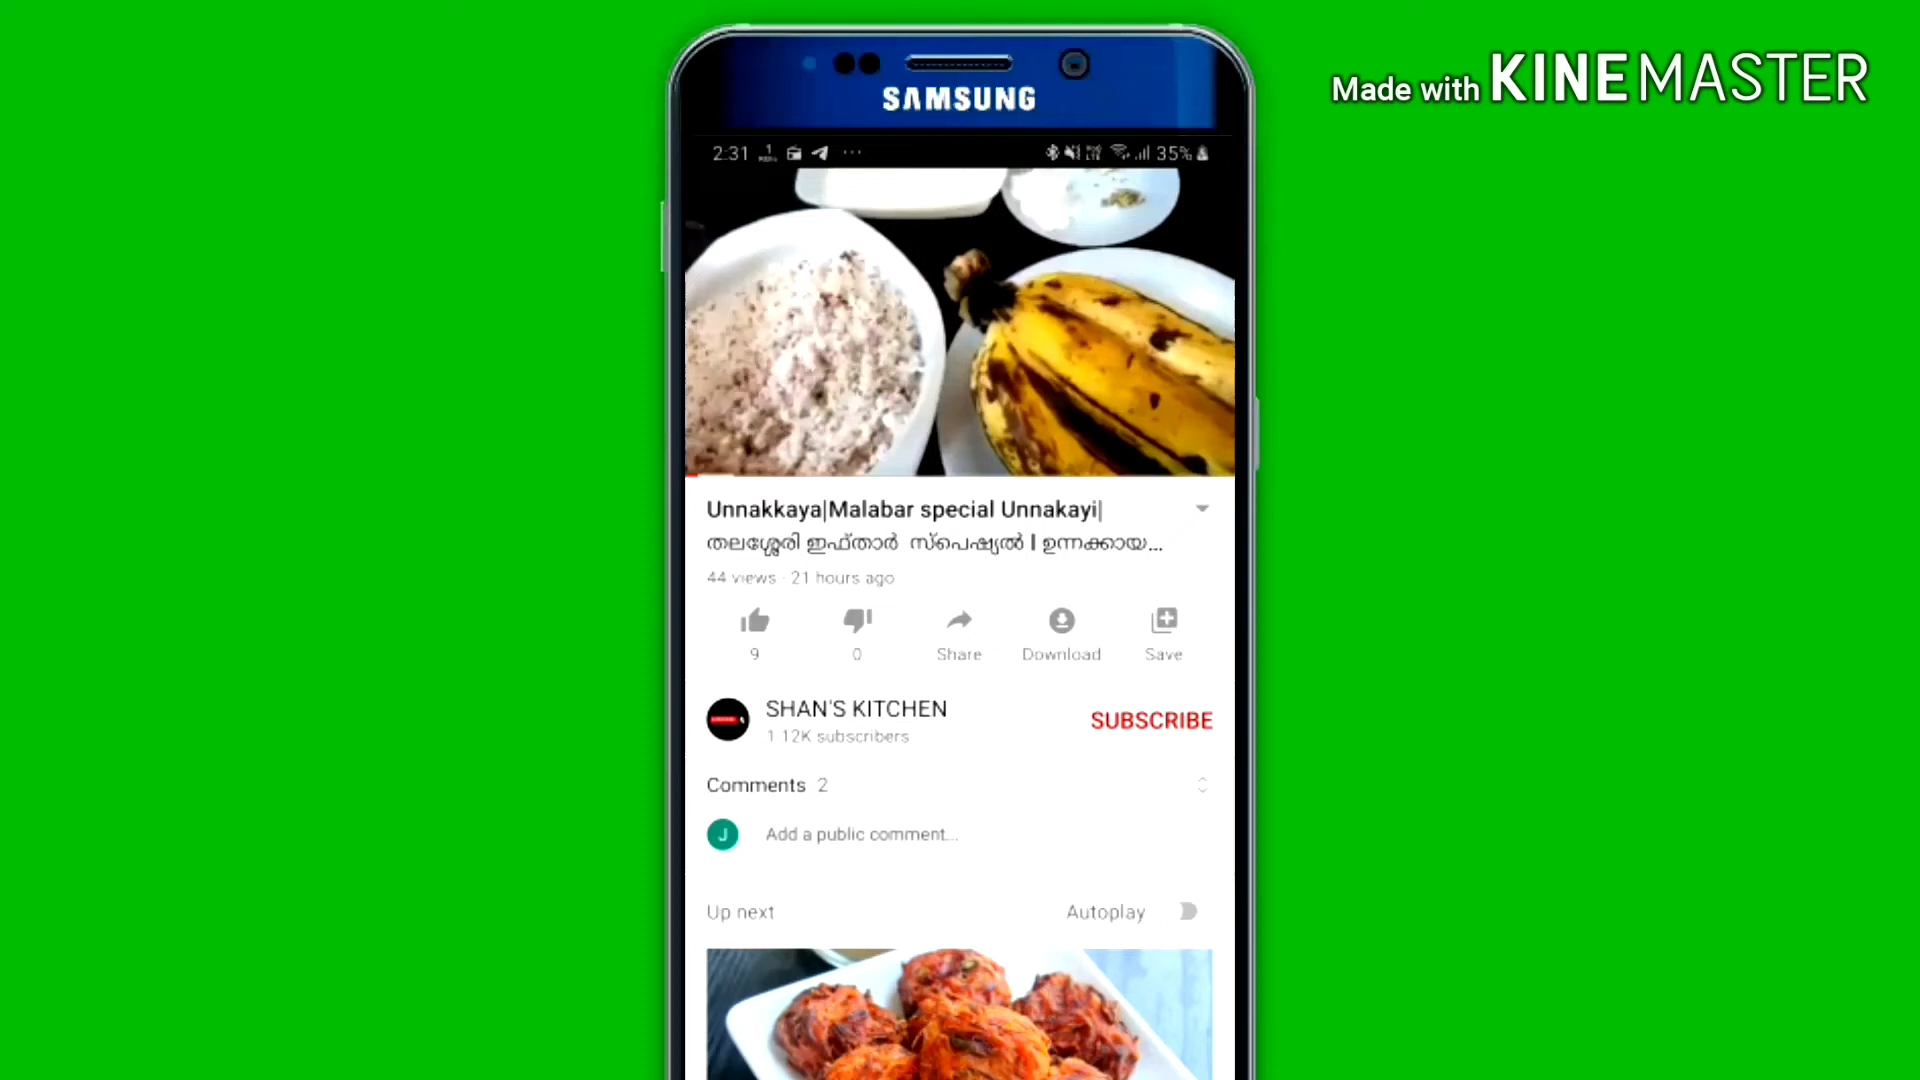 Made with KINEMASTER
SAMSUNG
2:31
35%
Unnakkaya|Malabar special Unnakayi|
തലശ്ശേരി ഇഫ്താർ സ്പെഷ്യൽ | ഉന്നക്കായ...
44 views · 21 hours ago
9
0
Share
Download
Save
SHAN'S KITCHEN
SUBSCRIBE
1.12K subscribers
Comments 2
J
Add a public comment...
Up next
Autoplay